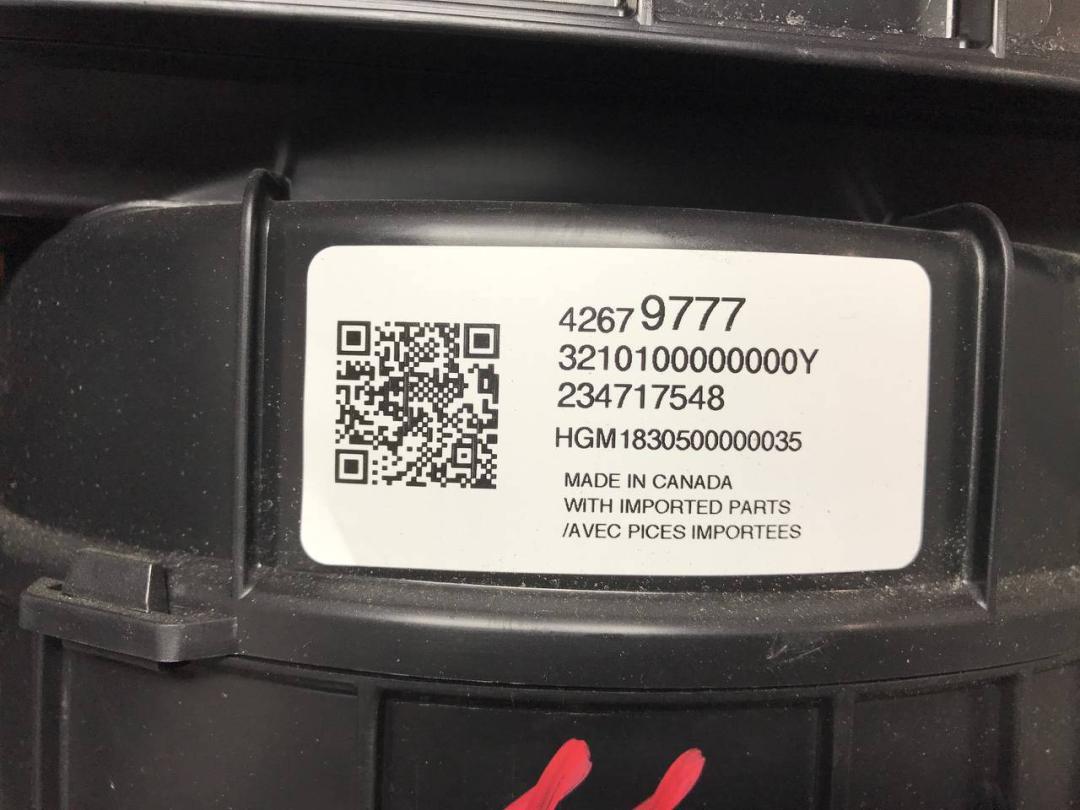 42679777
3210100000000Y
234717548
HGM1830500000035
MADE IN CANADA
WITH IMPORTED PARTS
/AVEC PICES IMPORTEES